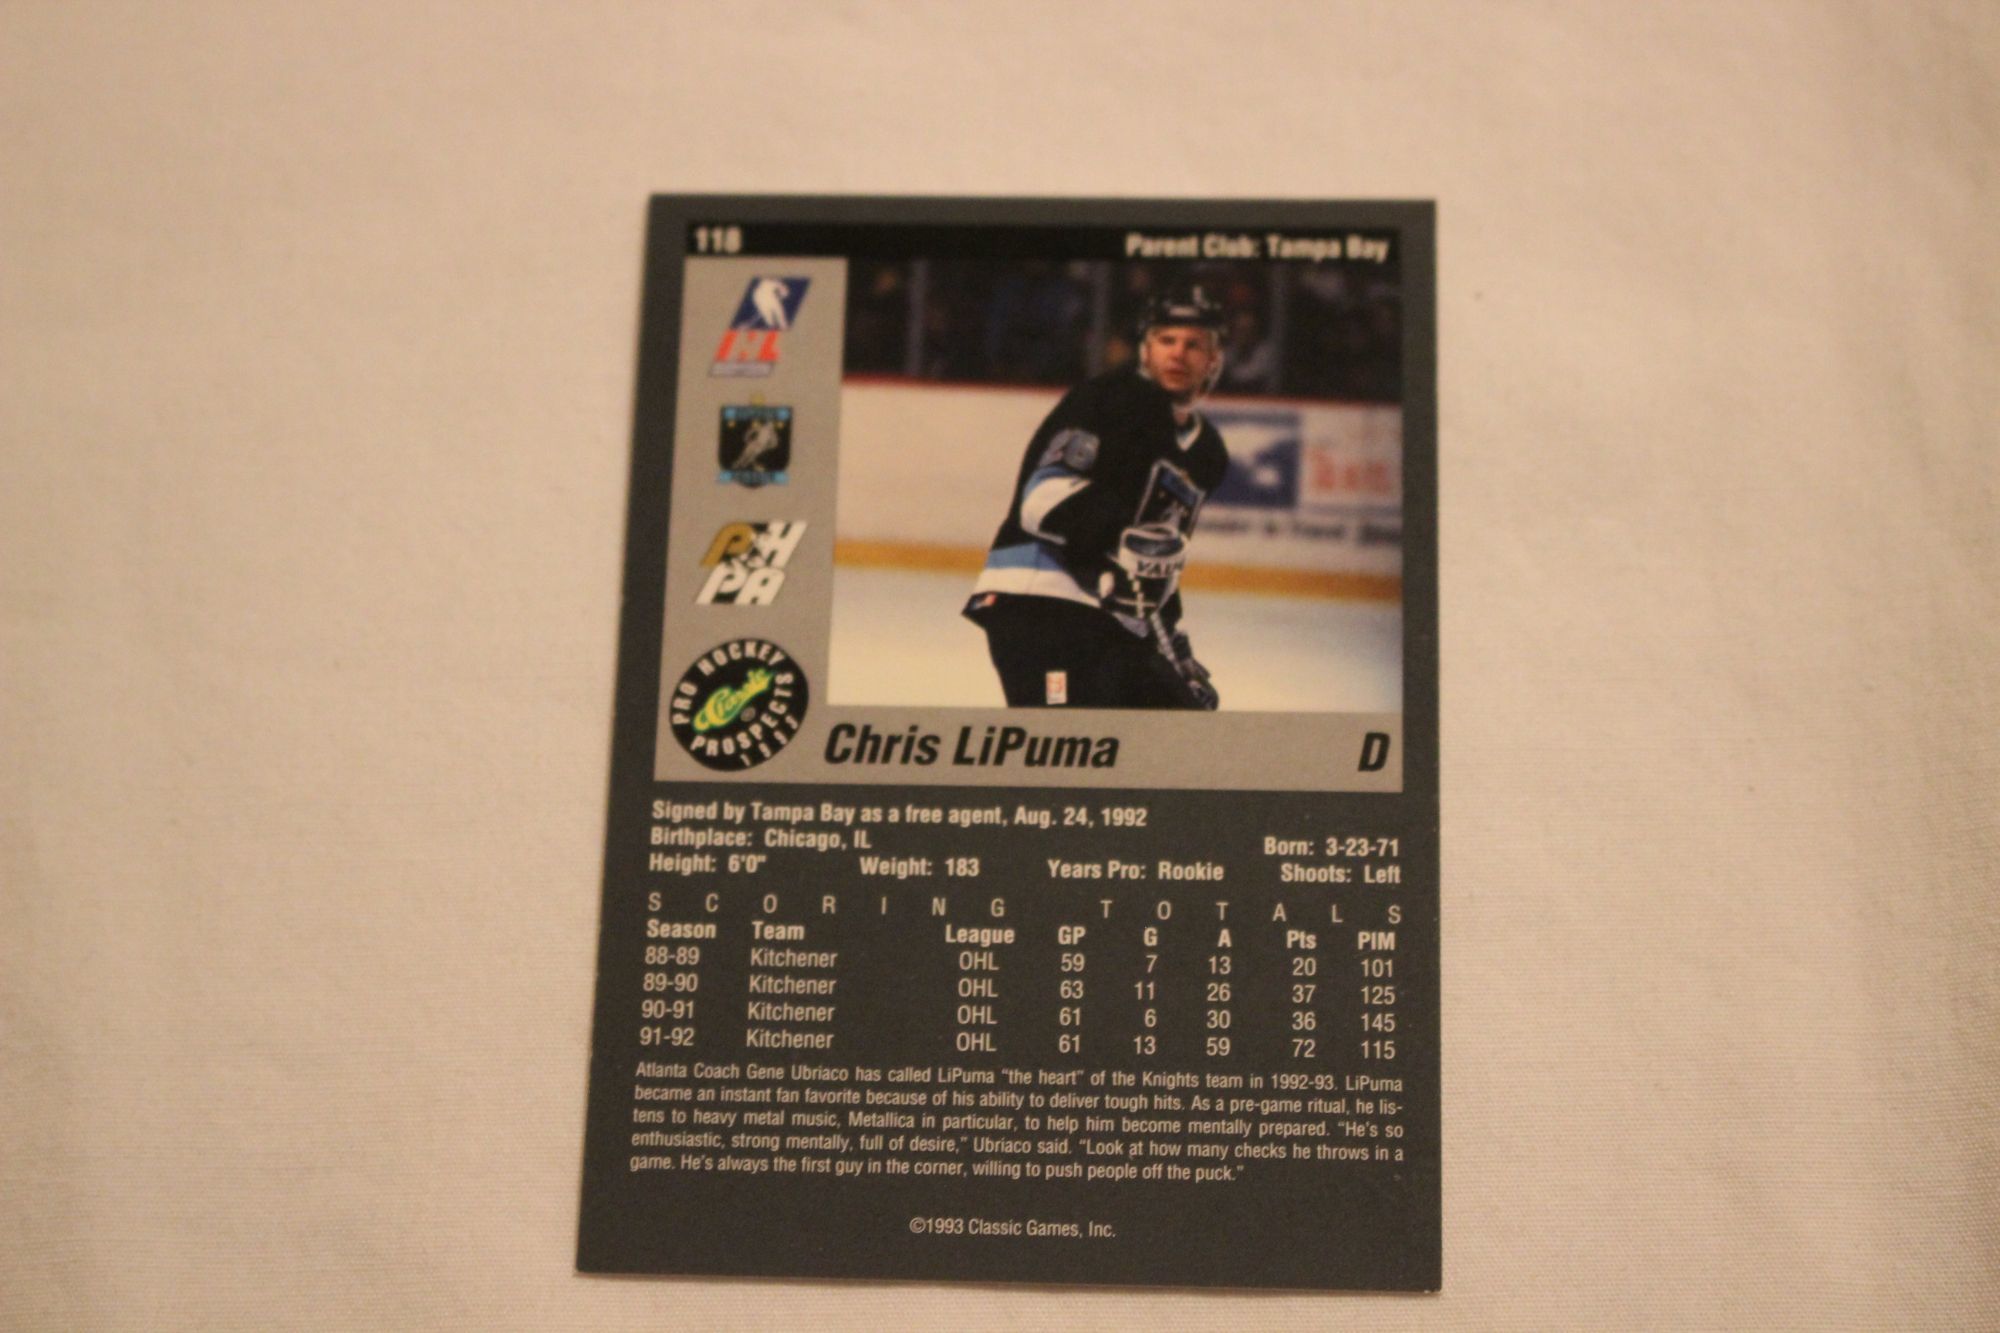 118
Parent Club: Tampa Bay
HL
PHPA
PRO HOCKEY PROSPECTS
Classic
VAU
Chris LiPuma
D
Signed by Tampa Bay as a free agent, Aug. 24, 1992
Birthplace: Chicago, IL Born: 3-23-71
Height: 6'0" Weight: 183 Years Pro: Rookie Shoots: Left
SCORING TOTALS
Season Team League GP G A Pts PIM
88-89 Kitchener OHL 59 7 13 20 101
89-90 Kitchener OHL 63 11 26 37 125
90-91 Kitchener OHL 61 6 30 36 145
91-92 Kitchener OHL 61 13 59 72 115
Atlanta Coach Gene Ubriaco has called LiPuma "the heart" of the Knights team in 1992-93. LiPuma
became an instant fan favorite because of his ability to deliver tough hits. As a pre-game ritual, he lis-
tens to heavy metal music, Metallica in particular, to help him become mentally prepared. "He's so
enthusiastic, strong mentally, full of desire," Ubriaco said. "Look at how many checks he throws in a
game. He's always the first guy in the corner, willing to push people off the puck."
©1993 Classic Games, Inc.